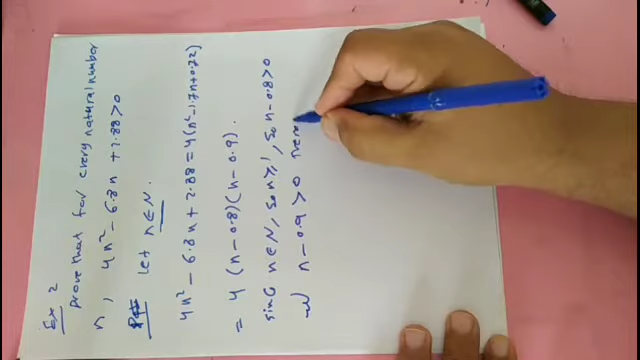 Ex 2
Prove that for every natural number
n, 4n² - 6.8n + 2.88 > 0
Pf Let n ∈ N.
4n² - 6.8n + 2.88 = 4(n² - 1.7n + 0.72)
= 4 (n - 0.8)(n - 0.9).
since n ∈ N, so n ≥ 1, so n - 0.8 > 0
and n - 0.9 > 0 then